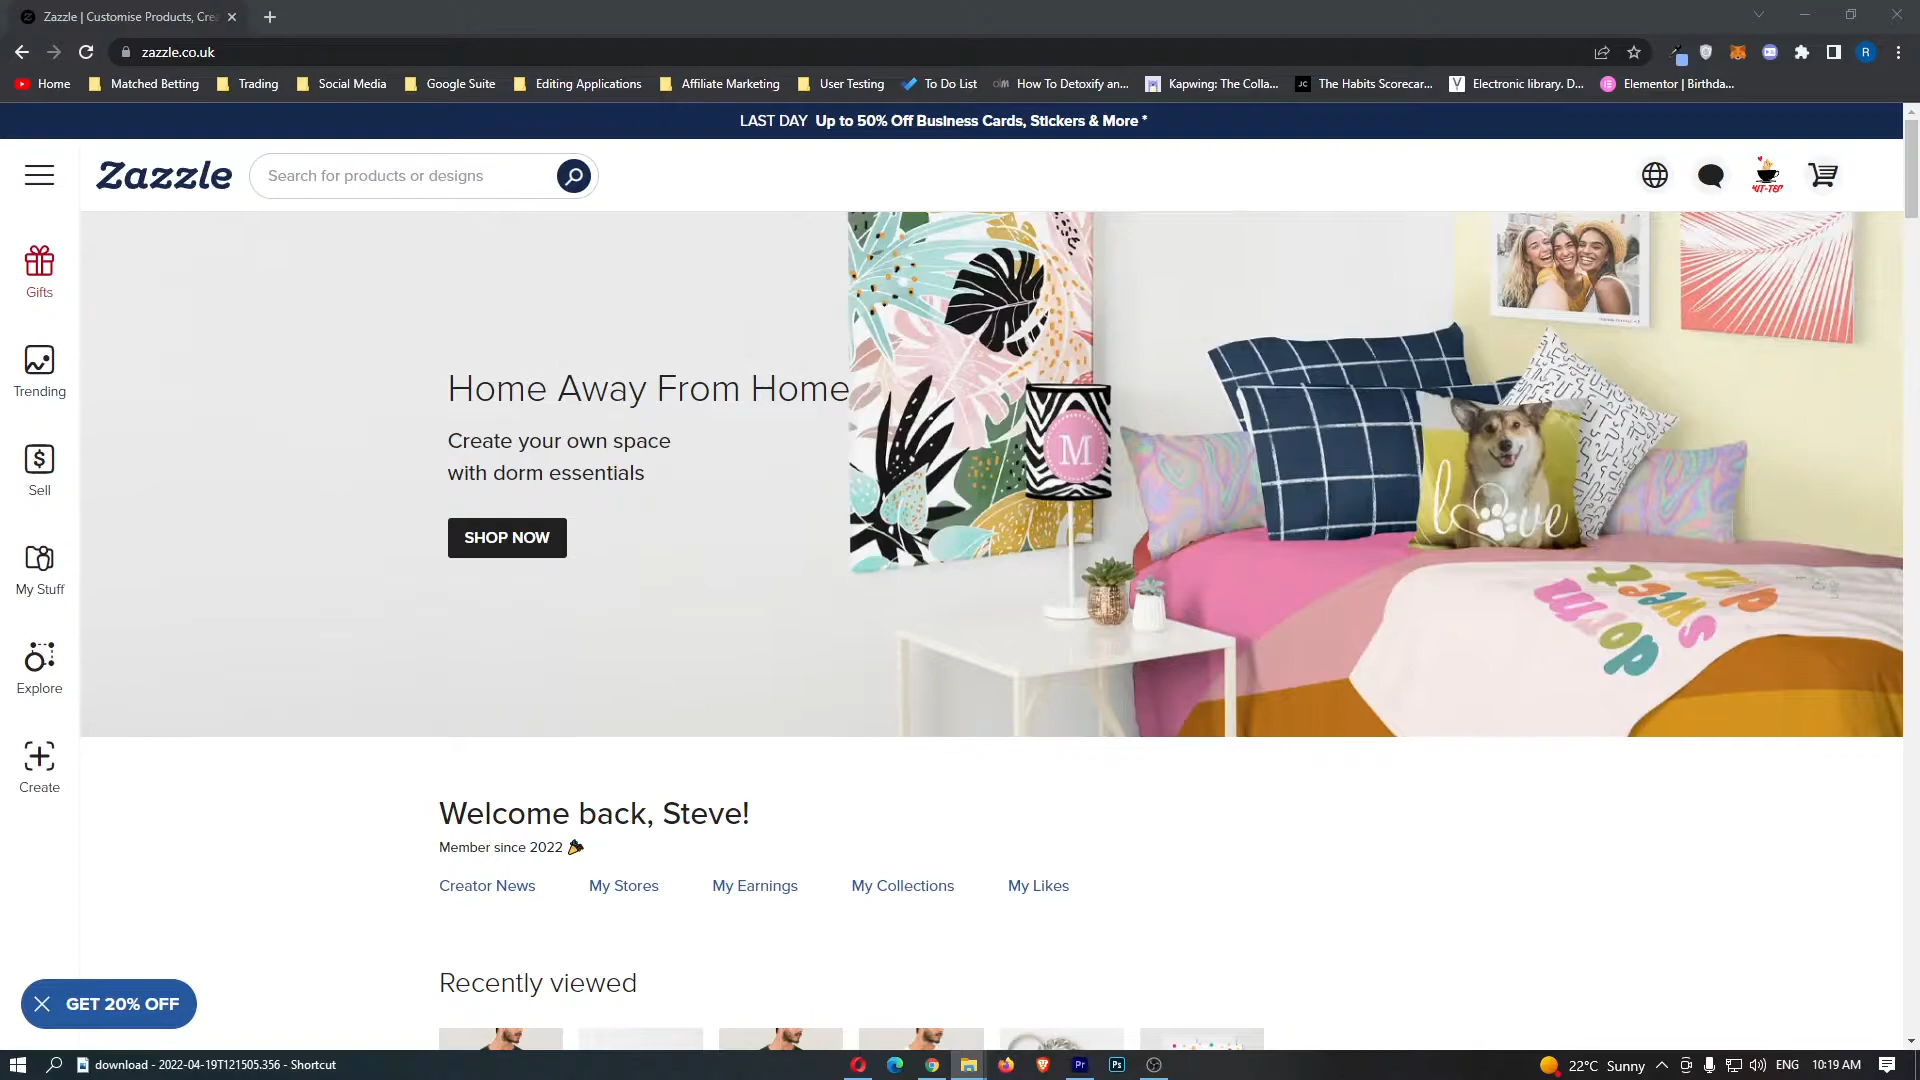 Zazzle | Customise Products, Crea
zazzle.co.uk
R
Home
Matched Betting
Trading
Social Media
Google Suite
Editing Applications
Affiliate Marketing
User Testing
To Do List
How To Detoxify an...
Kapwing: The Colla...
JC
The Habits Scorecar...
Electronic library. D...
Elementor | Birthda...
LAST DAY Up to 50% Off Business Cards, Stickers & More *
Zazzle
Search for products or designs
Gifts
Trending
Sell
My Stuff
Explore
Create
Home Away From Home
Create your own space
with dorm essentials
SHOP NOW
M
love
Welcome back, Steve!
Member since 2022
Creator News
My Stores
My Earnings
My Collections
My Likes
Recently viewed
GET 20% OFF
download - 2022-04-19T121505.356 - Shortcut
Pr
Ps
22°C Sunny
ENG
10:19 AM